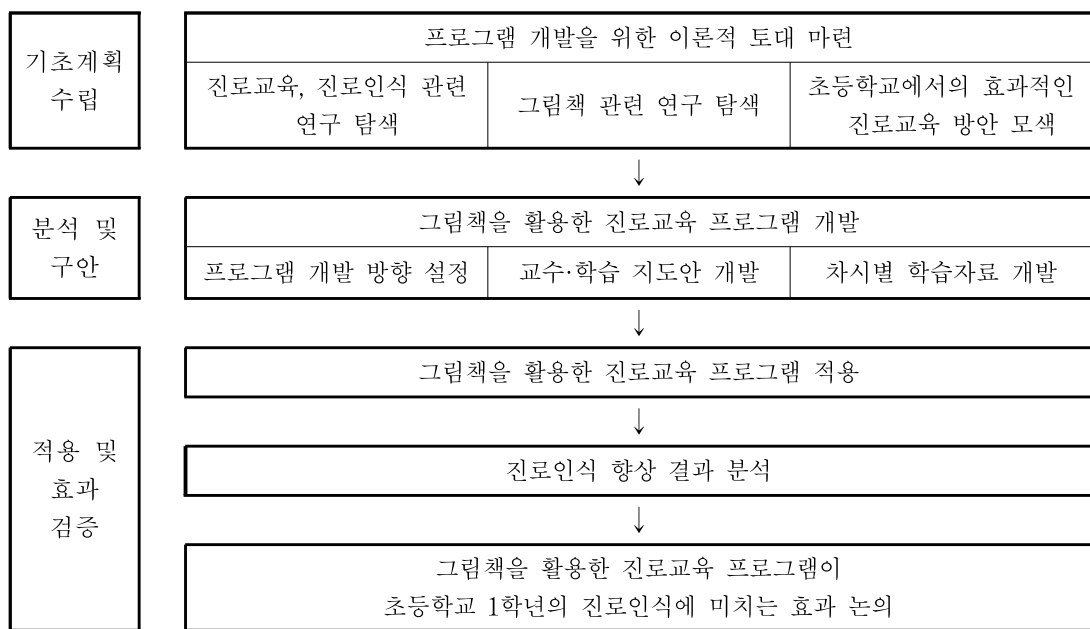 기초계획
수립
프로그램 개발을 위한 이론적 토대 마련
진로교육, 진로인식 관련
연구 탐색
그림책 관련 연구 탐색
초등학교에서의 효과적인
진로교육 방안 모색
↓
분석 및
구안
그림책을 활용한 진로교육 프로그램 개발
프로그램 개발 방향 설정
교수·학습 지도안 개발
차시별 학습자료 개발
↓
적용 및
효과
검증
그림책을 활용한 진로교육 프로그램 적용
↓
진로인식 향상 결과 분석
↓
그림책을 활용한 진로교육 프로그램이
초등학교 1학년의 진로인식에 미치는 효과 논의